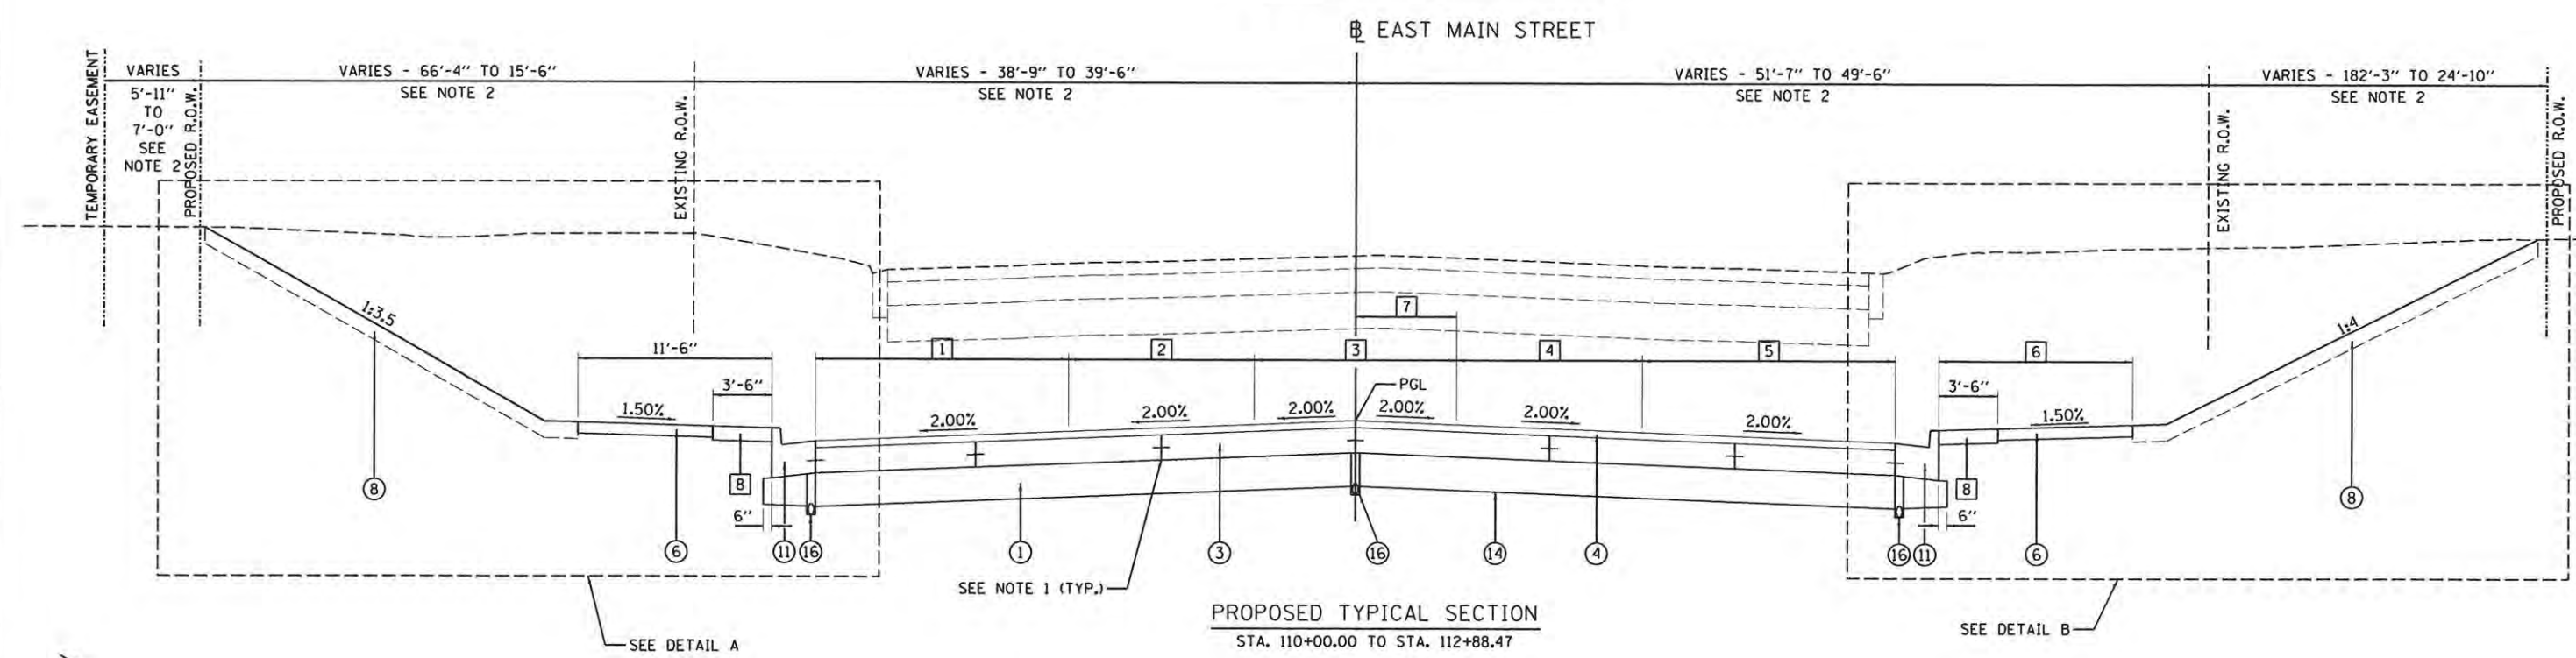 ℄ EAST MAIN STREET
TEMPORARY EASEMENT
VARIES
5'-11"
TO
7'-0"
SEE
NOTE 2
PROPOSED R.O.W.
VARIES - 66'-4" TO 15'-6"
SEE NOTE 2
EXISTING R.O.W.
VARIES - 38'-9" TO 39'-6"
SEE NOTE 2
VARIES - 51'-7" TO 49'-6"
SEE NOTE 2
EXISTING R.O.W.
VARIES - 182'-3" TO 24'-10"
SEE NOTE 2
PROPOSED R.O.W.
1:3.5
1:4
7
11'-6"
1
2
3
4
5
6
3'-6"
PGL
3'-6"
1.50%
2.00%
2.00%
2.00%
2.00%
2.00%
2.00%
1.50%
8
8
8
8
6"
6"
6
11
16
1
3
16
14
4
16
11
6
SEE NOTE 1 (TYP.)
PROPOSED TYPICAL SECTION
STA. 110+00.00 TO STA. 112+88.47
SEE DETAIL A
SEE DETAIL B